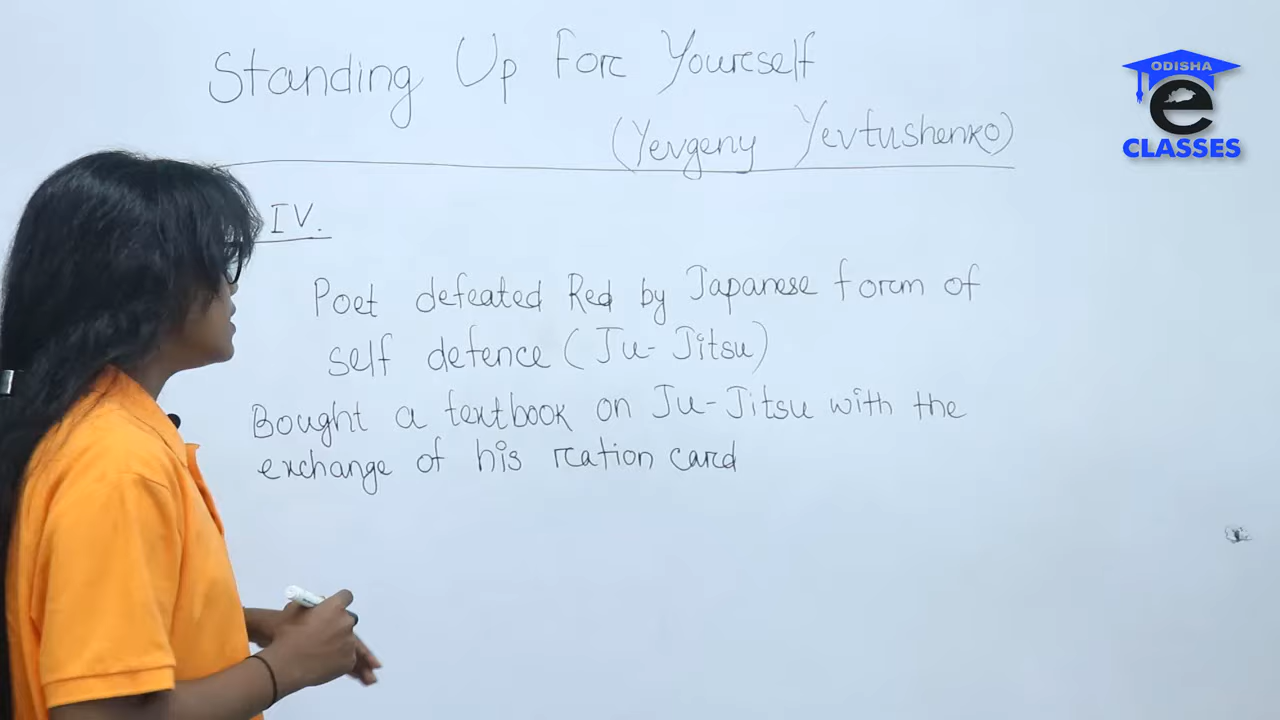 Standing Up For Yourself
(Yevgeny Yevtushenko)
IV.
Poet defeated Red by Japanese form of
self defence (Ju-Jitsu)
Bought a textbook on Ju-Jitsu with the
exchange of his ration card
ODISHA
e
CLASSES